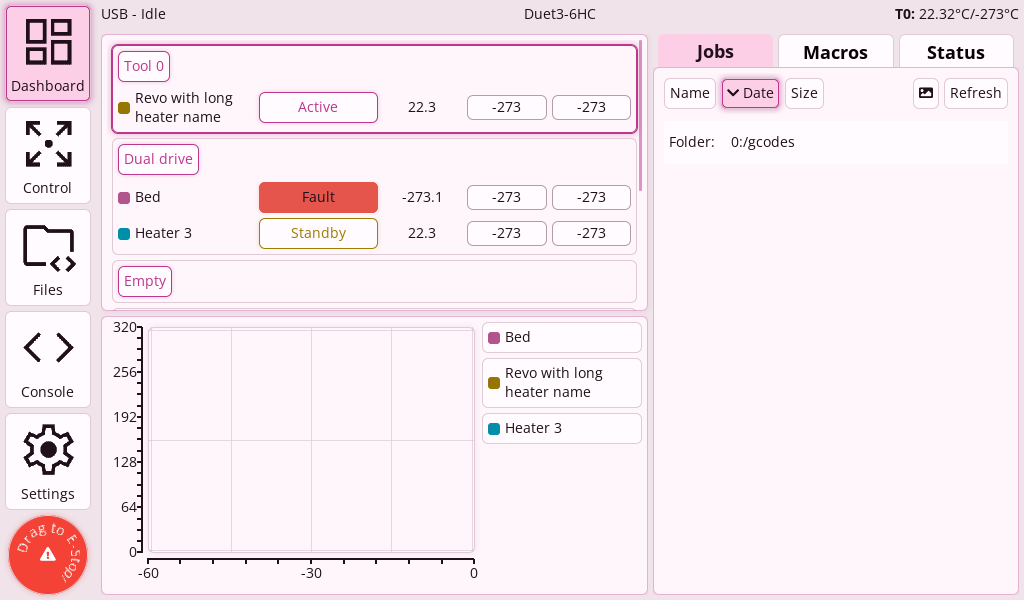 USB - Idle
Duet3-6HC
T0: 22.32°C/-273°C
Dashboard
Control
Files
Console
Settings
Drag to E-Stop!
Tool 0
Revo with long
heater name
Active
22.3
-273
-273
Dual drive
Bed
Fault
-273.1
-273
-273
Heater 3
Standby
22.3
-273
-273
Empty
320
256
192
128
64
0
-60
-30
0
Bed
Revo with long
heater name
Heater 3
Jobs
Macros
Status
Name
Date
Size
Refresh
Folder: 0:/gcodes